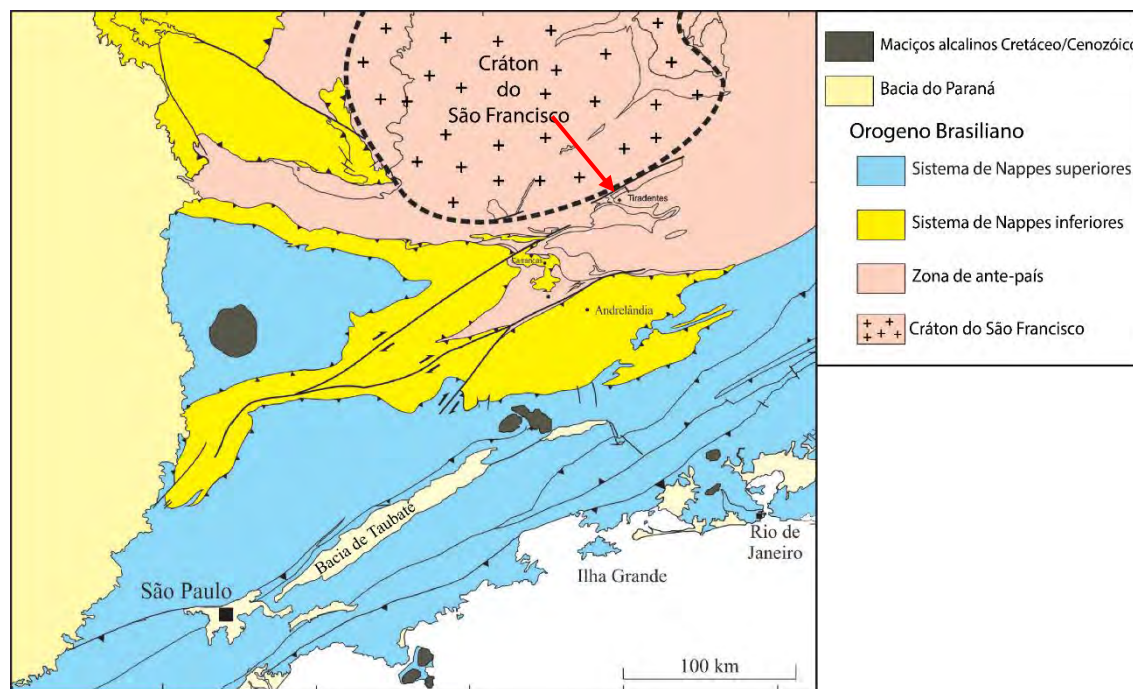 Cráton
do
São Francisco
Tiradentes
Carrancas
Andrelândia
Bacia de Taubate
São Paulo
Ilha Grande
Rio de
Janeiro
100 km
Maciços alcalinos Cretáceo/Cenozóico
Bacia do Paraná
Orogeno Brasiliano
Sistema de Nappes superiores
Sistema de Nappes inferiores
Zona de ante-país
Cráton do São Francisco